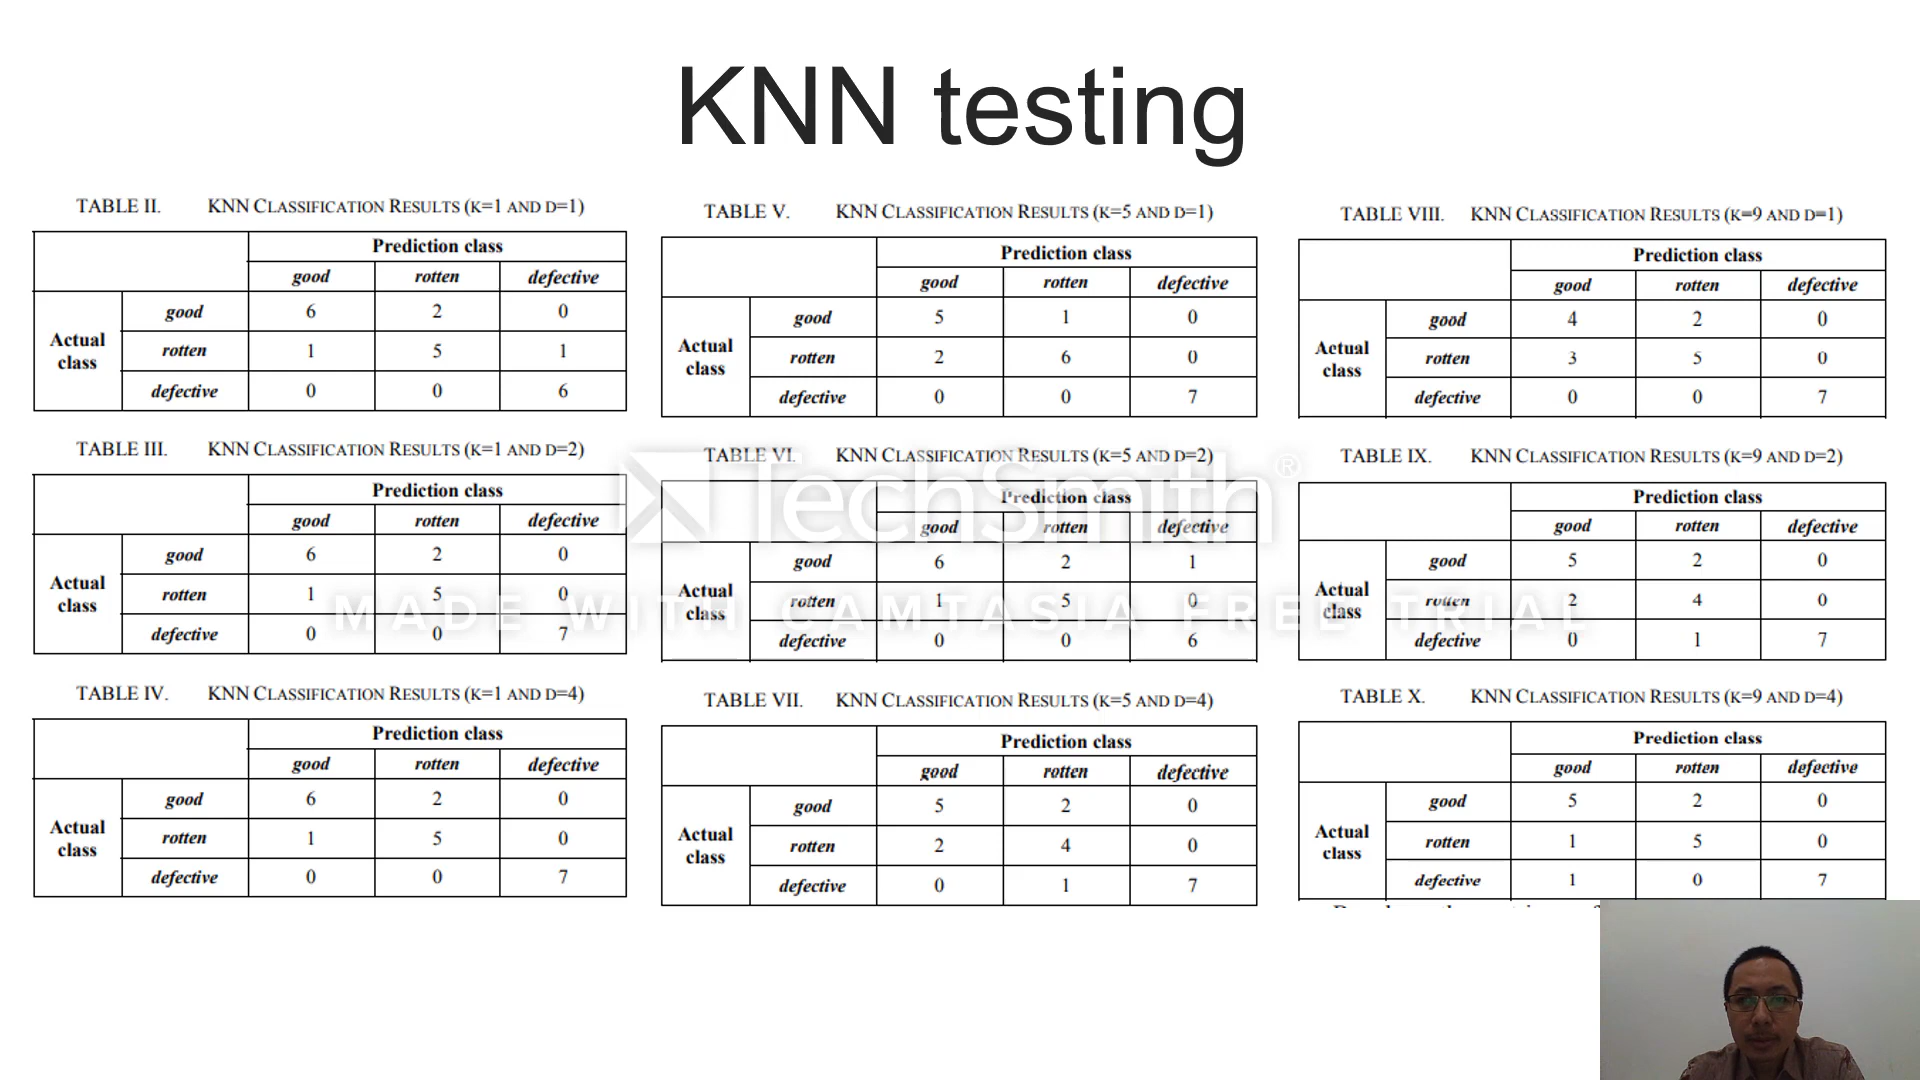 KNN testing
TABLE II. KNN CLASSIFICATION RESULTS (K=1 AND D=1)
Prediction class
good rotten defective
Actual class
good 6 2 0
rotten 1 5 1
defective 0 0 6
TABLE III. KNN CLASSIFICATION RESULTS (K=1 AND D=2)
Prediction class
good rotten defective
Actual class
good 6 2 0
rotten 1 5 0
defective 0 0 7
TABLE IV. KNN CLASSIFICATION RESULTS (K=1 AND D=4)
Prediction class
good rotten defective
Actual class
good 6 2 0
rotten 1 5 0
defective 0 0 7
TABLE V. KNN CLASSIFICATION RESULTS (K=5 AND D=1)
Prediction class
good rotten defective
Actual class
good 5 1 0
rotten 2 6 0
defective 0 0 7
TABLE VI. KNN CLASSIFICATION RESULTS (K=5 AND D=2)
Prediction class
good rotten defective
Actual class
good 6 2 1
rotten 1 5 0
defective 0 0 6
TABLE VII. KNN CLASSIFICATION RESULTS (K=5 AND D=4)
Prediction class
good rotten defective
Actual class
good 5 2 0
rotten 2 4 0
defective 0 1 7
TABLE VIII. KNN CLASSIFICATION RESULTS (K=9 AND D=1)
Prediction class
good rotten defective
Actual class
good 4 2 0
rotten 3 5 0
defective 0 0 7
TABLE IX. KNN CLASSIFICATION RESULTS (K=9 AND D=2)
Prediction class
good rotten defective
Actual class
good 5 2 0
rotten 2 4 0
defective 0 1 7
TABLE X. KNN CLASSIFICATION RESULTS (K=9 AND D=4)
Prediction class
good rotten defective
Actual class
good 5 2 0
rotten 1 5 0
defective 1 0 7
TechSmith®
MADE WITH CAMTASIA FREE TRIAL